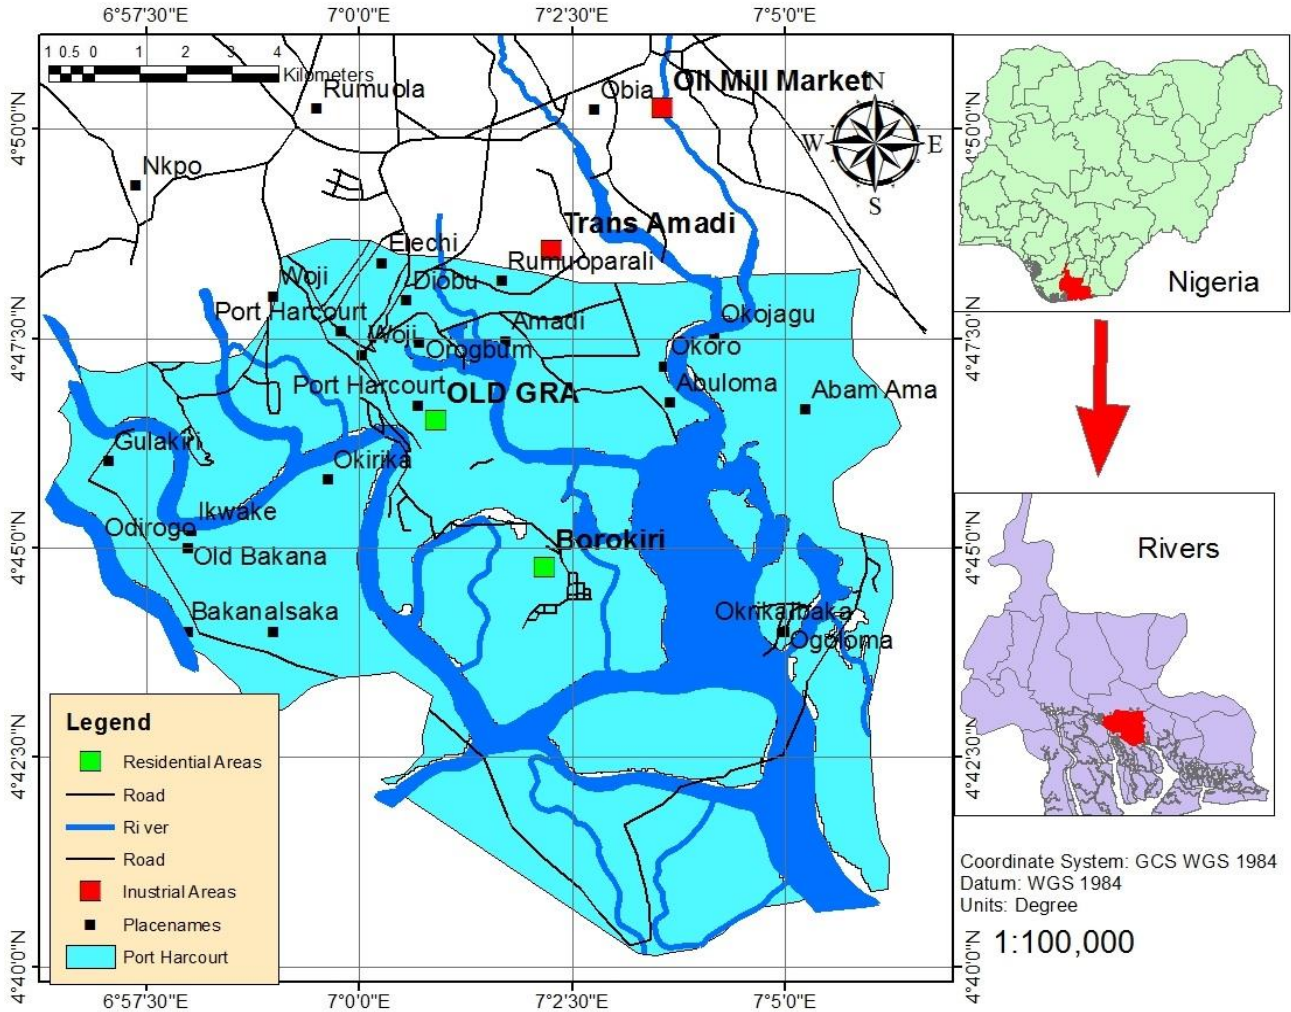 6°57'30"E 7°0'0"E 7°2'30"E 7°5'0"E
1 0.5 0 1 2 3 4
Kilometers
Rumuola
Obia
OIl Mill Market
N
W E
S
4°50'0"N
4°50'0"N
Nkpo
Trans Amadi
Elechi
Rumuoparali
Woji
Diobu
Port Harcourt
Okojagu
Amadi
Woji
Orogbum
Okoro
4°47'30"N
4°47'30"N
Port Harcourt
OLD GRA
Abuloma
Abam Ama
Gulakiri
Okirika
Ikwake
Odirogo
Borokiri
Old Bakana
4°45'0"N
4°45'0"N
BakanaIsaka
OkrikaIbaka
Ogoloma
4°42'30"N
4°42'30"N
Legend
Residential Areas
Road
River
Road
Inustrial Areas
Placenames
Port Harcourt
4°40'0"N
4°40'0"N
6°57'30"E 7°0'0"E 7°2'30"E 7°5'0"E
Nigeria
Rivers
Coordinate System: GCS WGS 1984
Datum: WGS 1984
Units: Degree
1:100,000